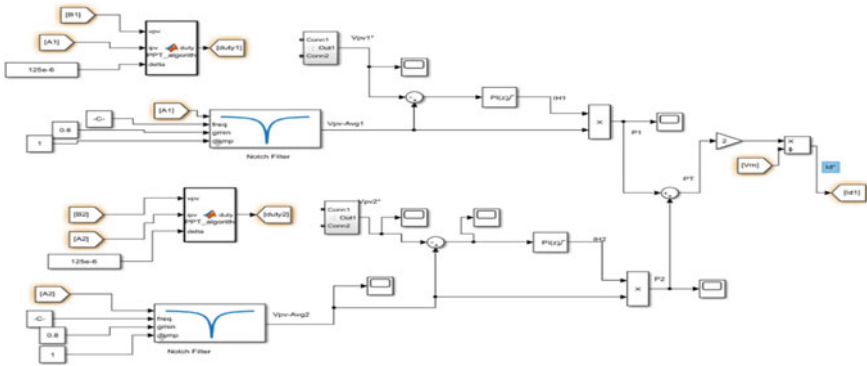 [B1]
vpv
[A1]
ipv
duty
PPT_algorithm
[duty1]
125e-6
delta
Conn1
Out1
Conn2
Vpv1*
PI(z)
IH1
[A1]
-C-
freq
0.8
gmin
1
damp
Notch Filter
Vpv-Avg1
X
P1
2
PT
[Vm]
X
÷
Id*
[Id1]
[B2]
vpv
[A2]
ipv
duty
PPT_algorithm
[duty2]
125e-6
delta
Conn1
Out1
Conn2
Vpv2*
PI(z)
IH2
[A2]
-C-
freq
0.8
gmin
1
damp
Notch Filter
Vpv-Avg2
X
P2